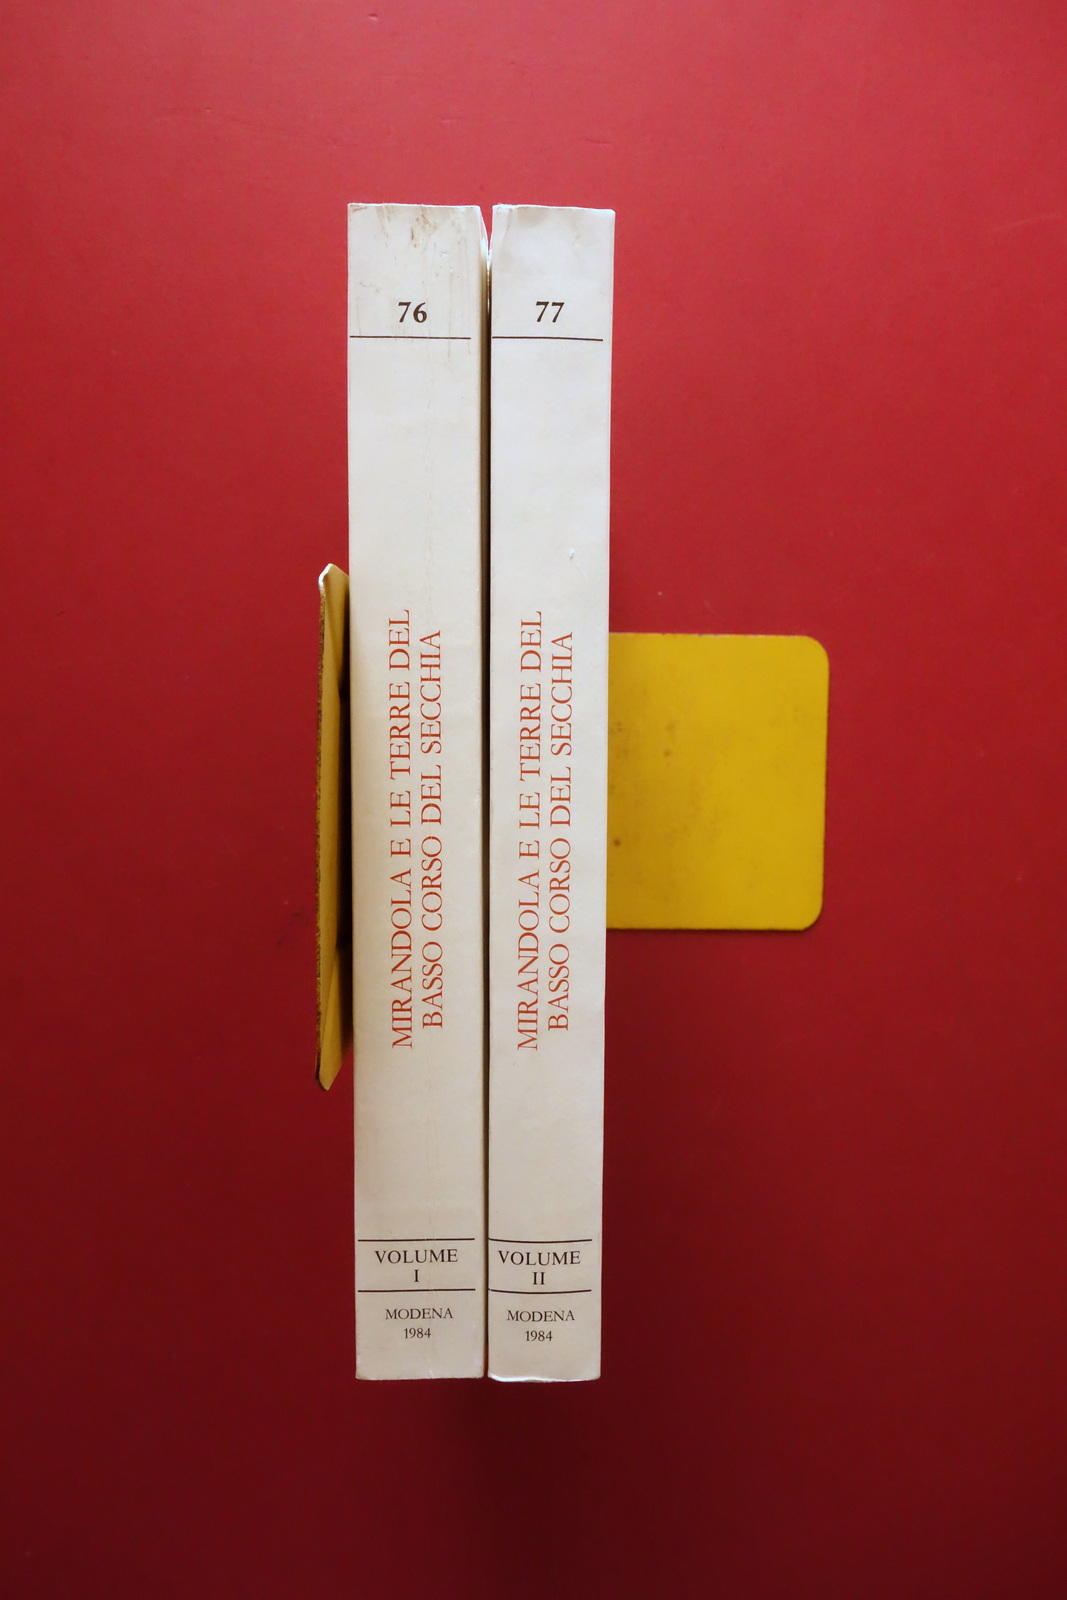 76
MIRANDOLA E LE TERRE DEL
BASSO CORSO DEL SECCHIA
VOLUME
I
MODENA
1984
77
MIRANDOLA E LE TERRE DEL
BASSO CORSO DEL SECCHIA
VOLUME
II
MODENA
1984